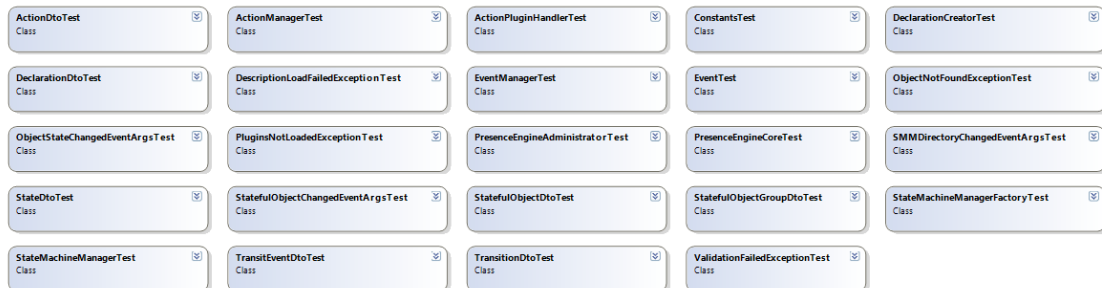 ActionDtoTest
Class
ActionManagerTest
Class
ActionPluginHandlerTest
Class
ConstantsTest
Class
DeclarationCreatorTest
Class
DeclarationDtoTest
Class
DescriptionLoadFailedExceptionTest
Class
EventManagerTest
Class
EventTest
Class
ObjectNotFoundExceptionTest
Class
ObjectStateChangedEventArgsTest
Class
PluginsNotLoadedExceptionTest
Class
PresenceEngineAdministratorTest
Class
PresenceEngineCoreTest
Class
SMMDirectoryChangedEventArgsTest
Class
StateDtoTest
Class
StatefulObjectChangedEventArgsTest
Class
StatefulObjectDtoTest
Class
StatefulObjectGroupDtoTest
Class
StateMachineManagerFactoryTest
Class
StateMachineManagerTest
Class
TransitEventDtoTest
Class
TransitionDtoTest
Class
ValidationFailedExceptionTest
Class